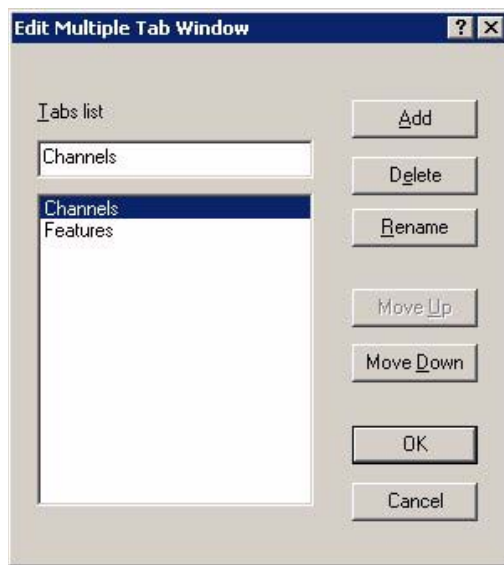 Edit Multiple Tab Window
? X
Tabs list
Channels
Channels
Features
Add
Delete
Rename
Move Up
Move Down
OK
Cancel